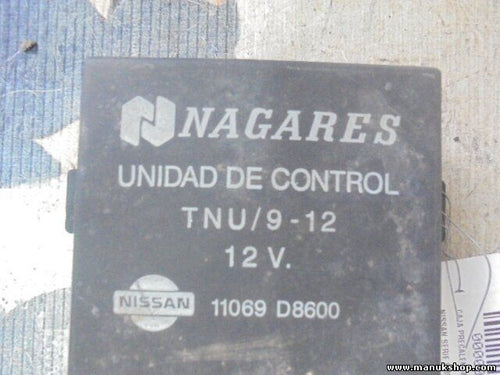 NAGARES
UNIDAD DE CONTROL
TNU/9-12
12 V.
NISSAN 11069 D8600
www.manukshop.com